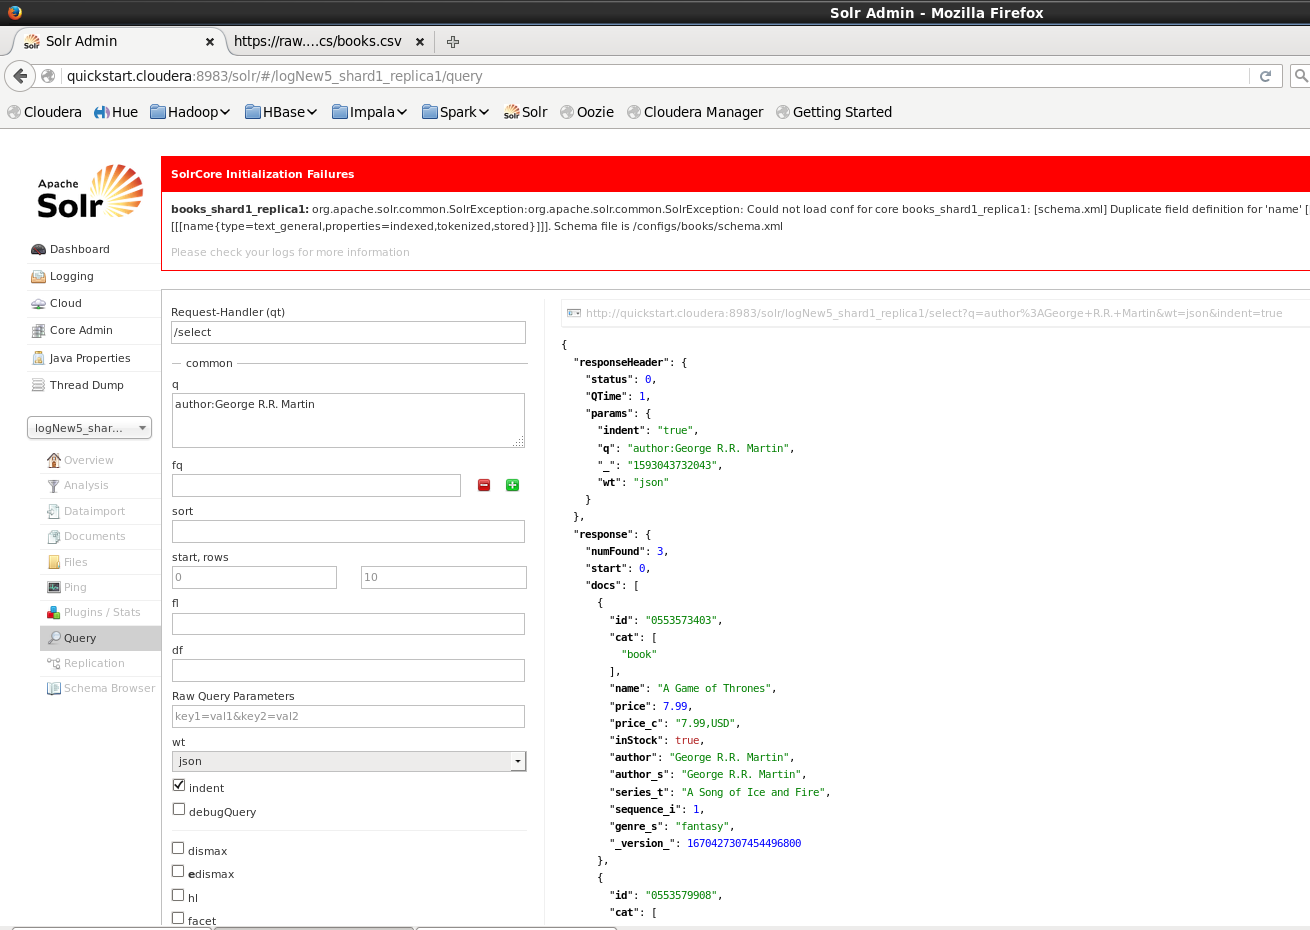 Solr Admin - Mozilla Firefox
Solr Admin
https://raw....cs/books.csv
quickstart.cloudera:8983/solr/#/logNew5_shard1_replica1/query
Cloudera Hue Hadoop HBase Impala Spark Solr Oozie Cloudera Manager Getting Started
Apache
Solr
Dashboard
Logging
Cloud
Core Admin
Java Properties
Thread Dump
logNew5_shar...
Overview
Analysis
Dataimport
Documents
Files
Ping
Plugins / Stats
Query
Replication
Schema Browser
SolrCore Initialization Failures
books_shard1_replica1: org.apache.solr.common.SolrException:org.apache.solr.common.SolrException: Could not load conf for core books_shard1_replica1: [schema.xml] Duplicate field definition for 'name' [
[[[name{type=text_general,properties=indexed,tokenized,stored}]]]. Schema file is /configs/books/schema.xml
Please check your logs for more information
Request-Handler (qt)
/select
common
q
author:George R.R. Martin
fq
sort
start, rows
0
10
fl
df
Raw Query Parameters
key1=val1&key2=val2
wt
json
indent
debugQuery
dismax
edismax
hl
facet
http://quickstart.cloudera:8983/solr/logNew5_shard1_replica1/select?q=author%3AGeorge+R.R.+Martin&wt=json&indent=true
{
"responseHeader": {
"status": 0,
"QTime": 1,
"params": {
"indent": "true",
"q": "author:George R.R. Martin",
"_": "1593043732043",
"wt": "json"
}
},
"response": {
"numFound": 3,
"start": 0,
"docs": [
{
"id": "0553573403",
"cat": [
"book"
],
"name": "A Game of Thrones",
"price": 7.99,
"price_c": "7.99,USD",
"inStock": true,
"author": "George R.R. Martin",
"author_s": "George R.R. Martin",
"series_t": "A Song of Ice and Fire",
"sequence_i": 1,
"genre_s": "fantasy",
"_version_": 1670427307454496800
},
{
"id": "0553579908",
"cat": [